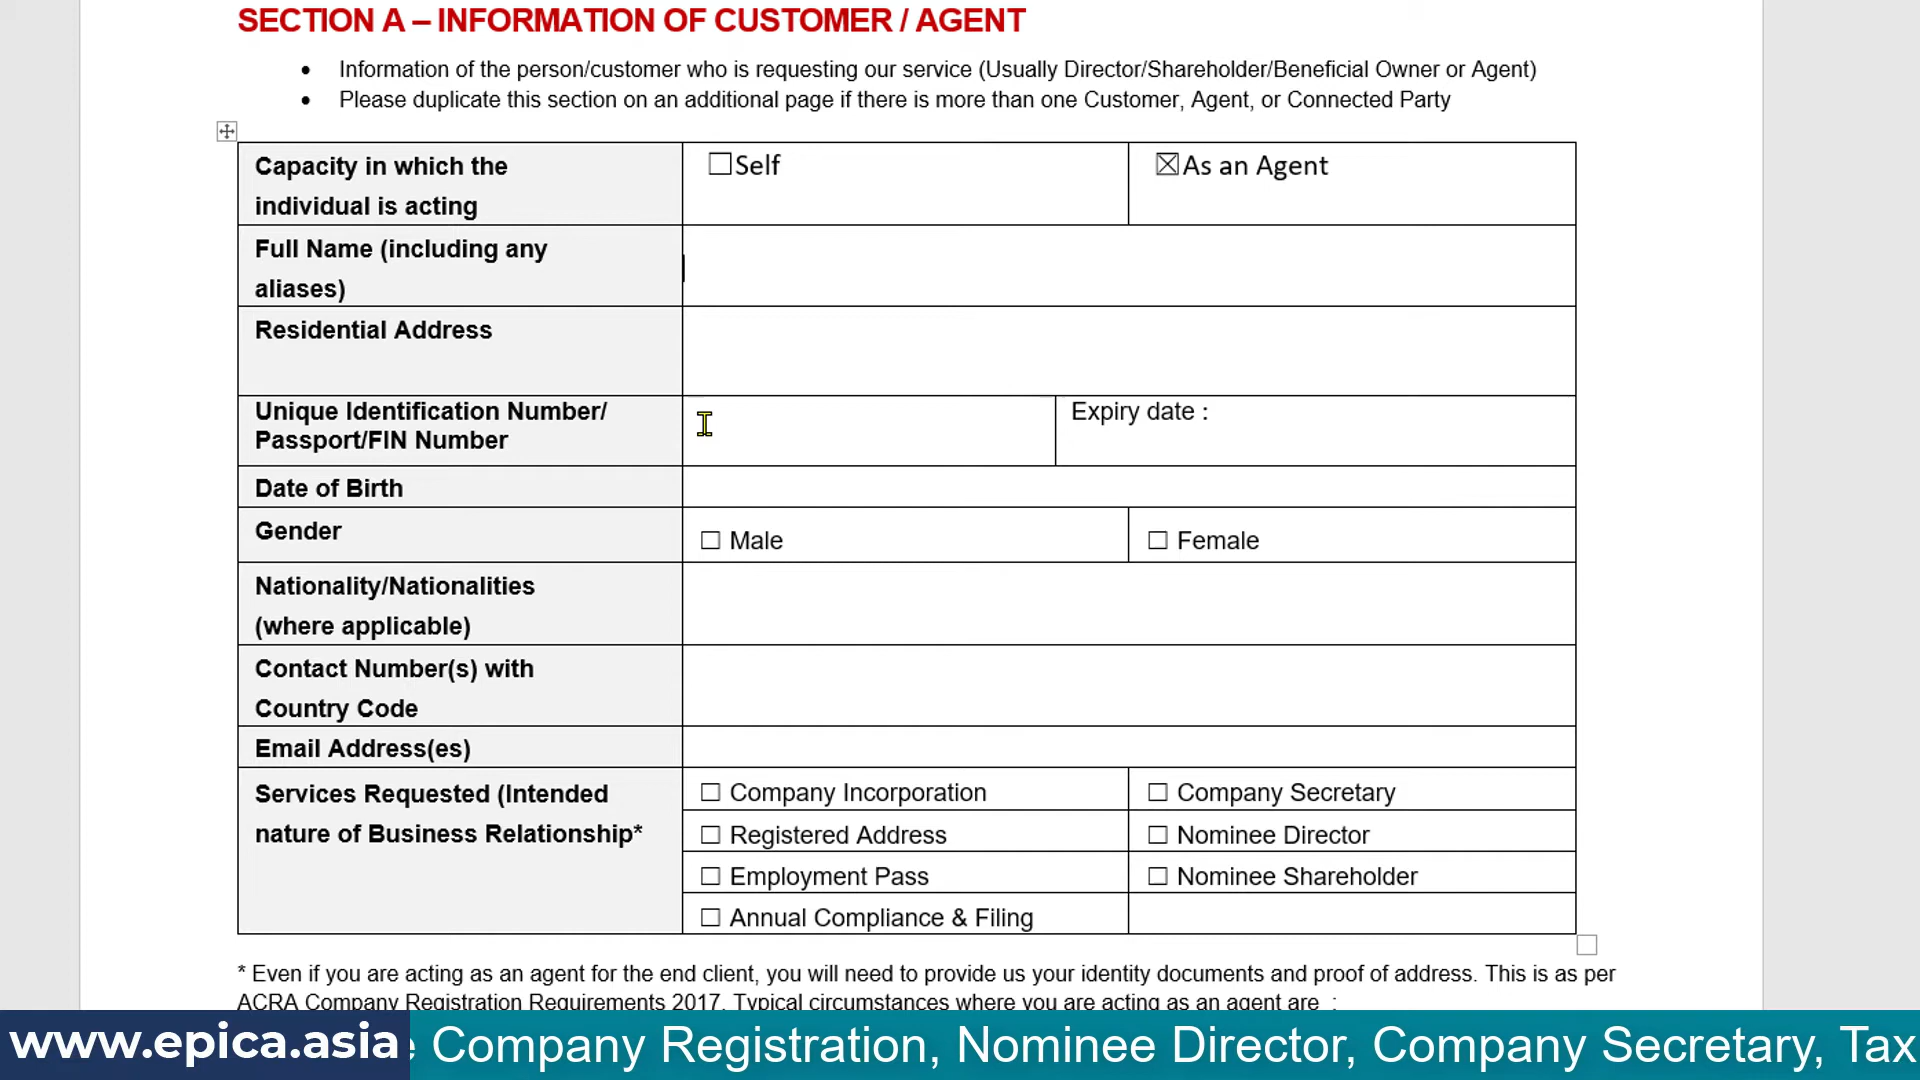 SECTION A – INFORMATION OF CUSTOMER / AGENT
• Information of the person/customer who is requesting our service (Usually Director/Shareholder/Beneficial Owner or Agent)
• Please duplicate this section on an additional page if there is more than one Customer, Agent, or Connected Party
Capacity in which the
individual is acting
☐Self
☒As an Agent
Full Name (including any
aliases)
Residential Address
Unique Identification Number/
Passport/FIN Number
Expiry date :
Date of Birth
Gender
☐ Male
☐ Female
Nationality/Nationalities
(where applicable)
Contact Number(s) with
Country Code
Email Address(es)
Services Requested (Intended
nature of Business Relationship*
☐ Company Incorporation
☐ Company Secretary
☐ Registered Address
☐ Nominee Director
☐ Employment Pass
☐ Nominee Shareholder
☐ Annual Compliance & Filing
* Even if you are acting as an agent for the end client, you will need to provide us your identity documents and proof of address. This is as per
ACRA Company Registration Requirements 2017. Typical circumstances where you are acting as an agent are :
www.epica.asia
Company Registration, Nominee Director, Company Secretary, Tax